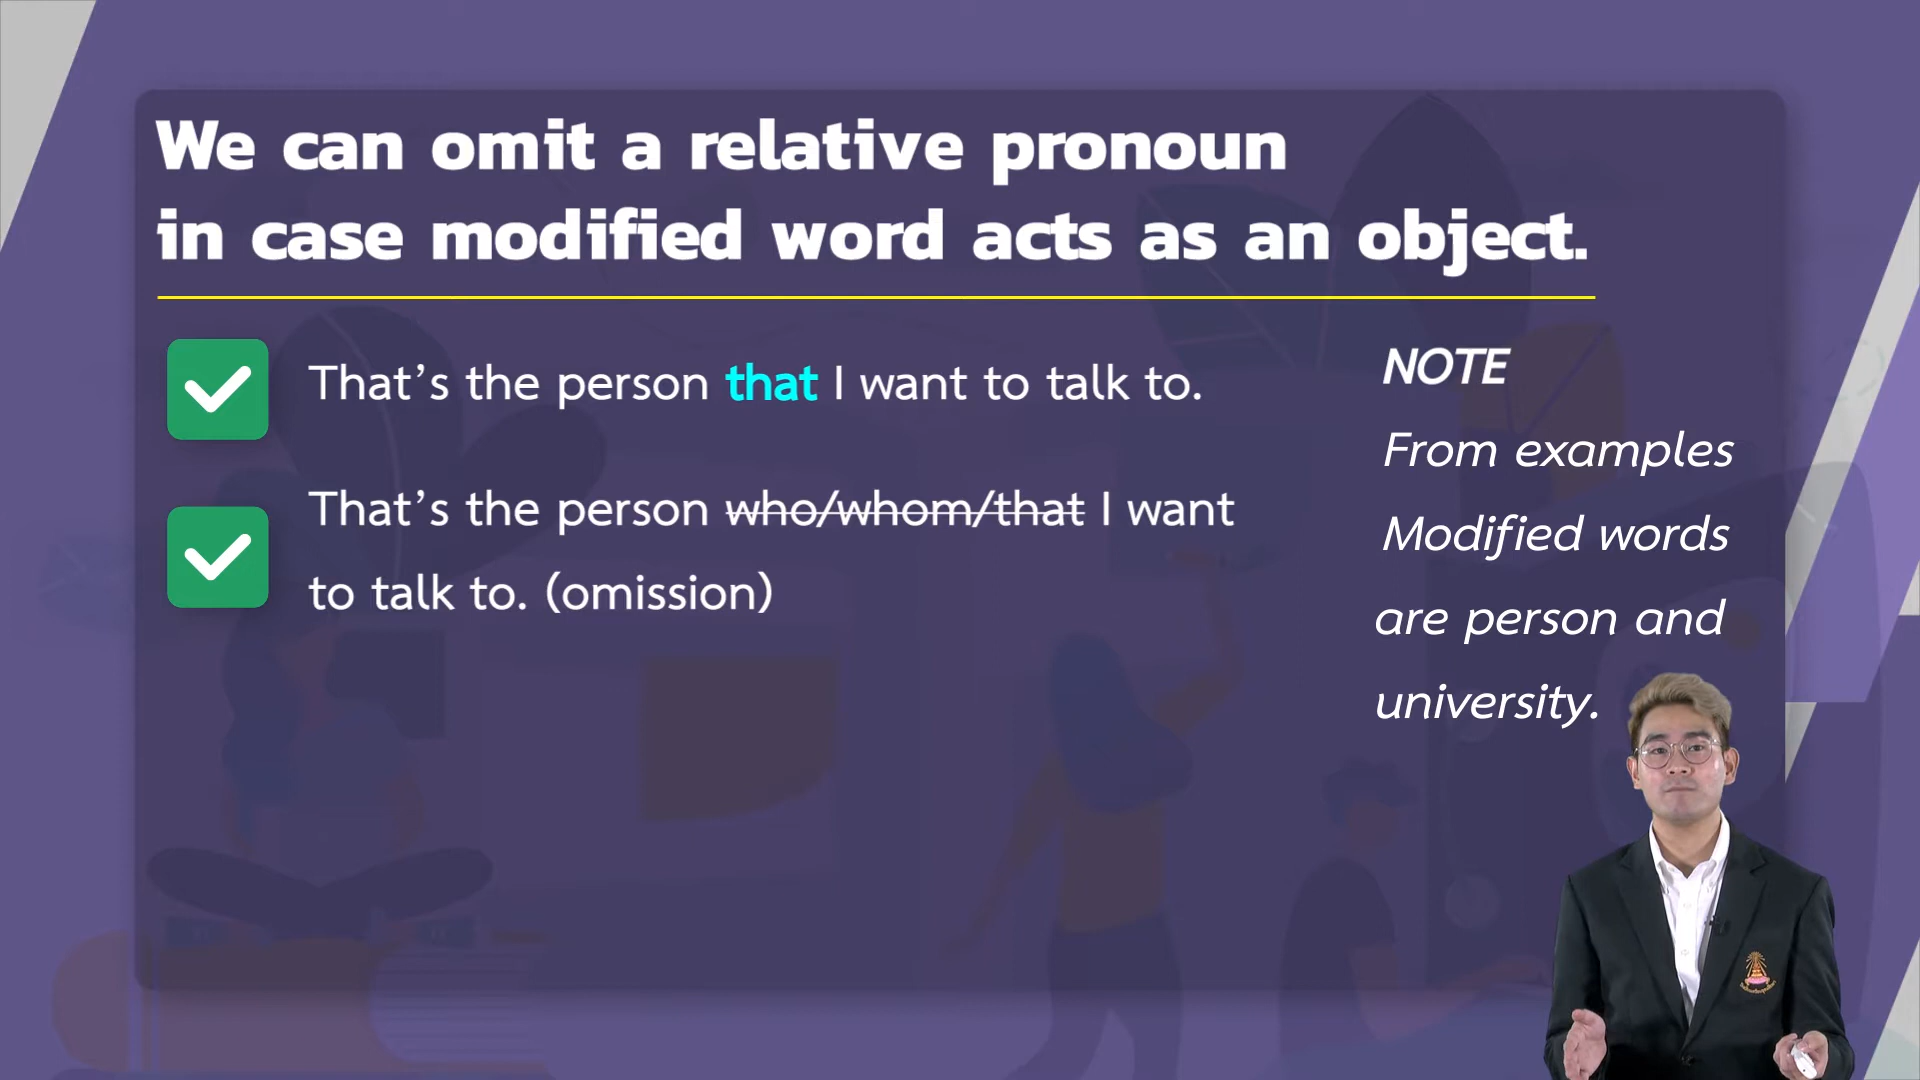 We can omit a relative pronoun
in case modified word acts as an object.
That's the person that I want to talk to.
That's the person who/whom/that I want
to talk to. (omission)
NOTE
From examples
Modified words
are person and
university.